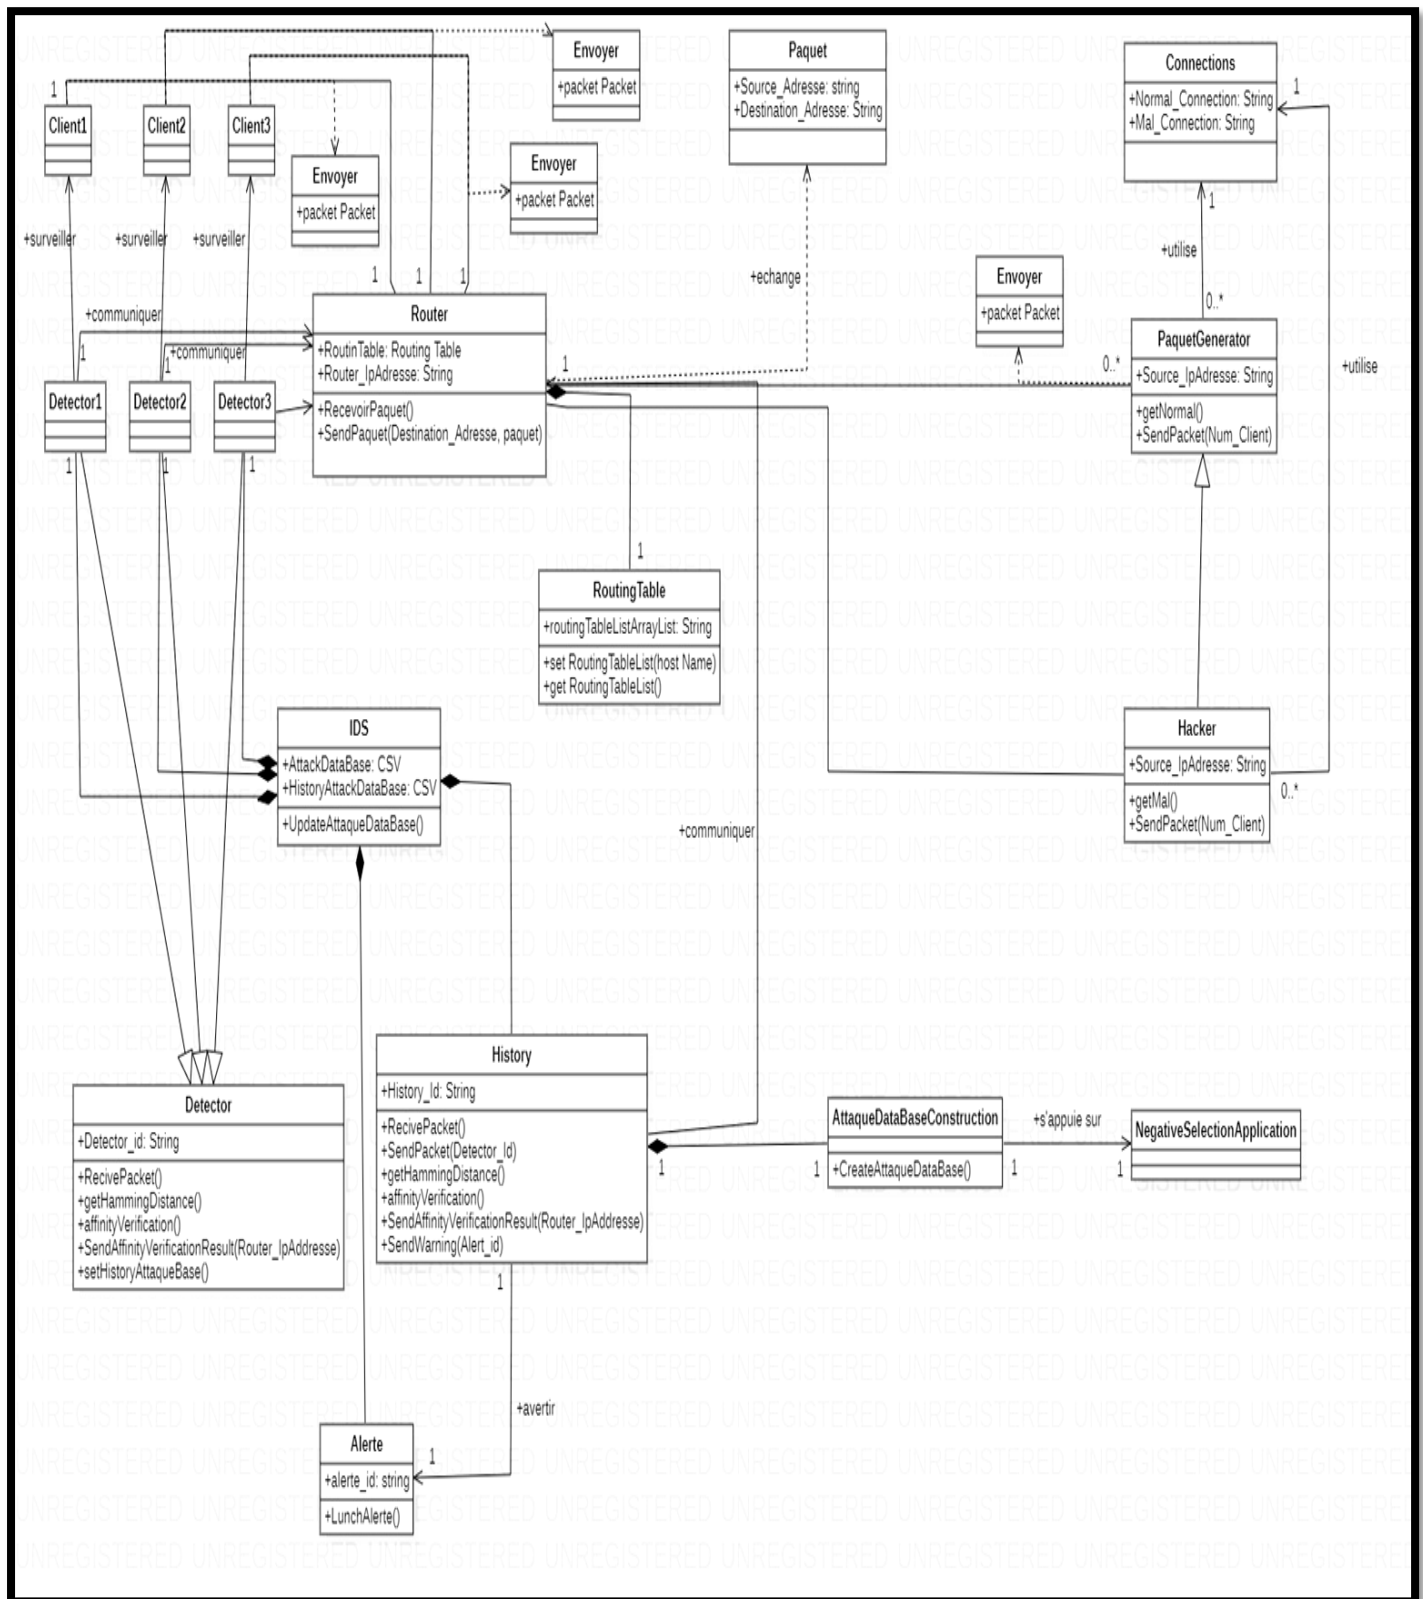 Envoyer
+packet Packet
Paquet
+Source_Adresse: string
+Destination_Adresse: String
Connections
+Normal_Connection: String
+Mal_Connection: String
1
1
Client1
Client2
Client3
Envoyer
+packet Packet
Envoyer
+packet Packet
+surveiller
+surveiller
+surveiller
1
1
1
+echange
1
+utilise
0..*
Envoyer
+packet Packet
+communiquer
1
+communiquer
1
Router
+RoutinTable: Routing Table
+Router_IpAdresse: String
+RecevoirPaquet()
+SendPaquet(Destination_Adresse, paquet)
1
0..*
PaquetGenerator
+Source_IpAdresse: String
+getNormal()
+SendPacket(Num_Client)
+utilise
Detector1
Detector2
Detector3
1
1
1
1
RoutingTable
+routingTableListArrayList: String
+set RoutingTableList(host Name)
+get RoutingTableList()
IDS
+AttackDataBase: CSV
+HistoryAttackDataBase: CSV
+UpdateAttaqueDataBase()
Hacker
+Source_IpAdresse: String
+getMal()
+SendPacket(Num_Client)
0..*
+communiquer
History
+History_Id: String
+RecivePacket()
+SendPacket(Detector_Id)
+getHammingDistance()
+affinityVerification()
+SendAffinityVerificationResult(Router_IpAddresse)
+SendWarning(Alert_id)
Detector
+Detector_id: String
+RecivePacket()
+getHammingDistance()
+affinityVerification()
+SendAffinityVerificationResult(Router_IpAddresse)
+setHistoryAttaqueBase()
1
1
AttaqueDataBaseConstruction
+CreateAttaqueDataBase()
1
+s'appuie sur
1
NegativeSelectionApplication
1
+avertir
1
Alerte
+alerte_id: string
+LunchAlerte()
UNREGISTERED